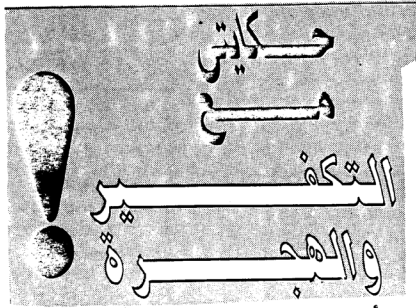 حكايتي
مع
التكفير
والهجرة
!